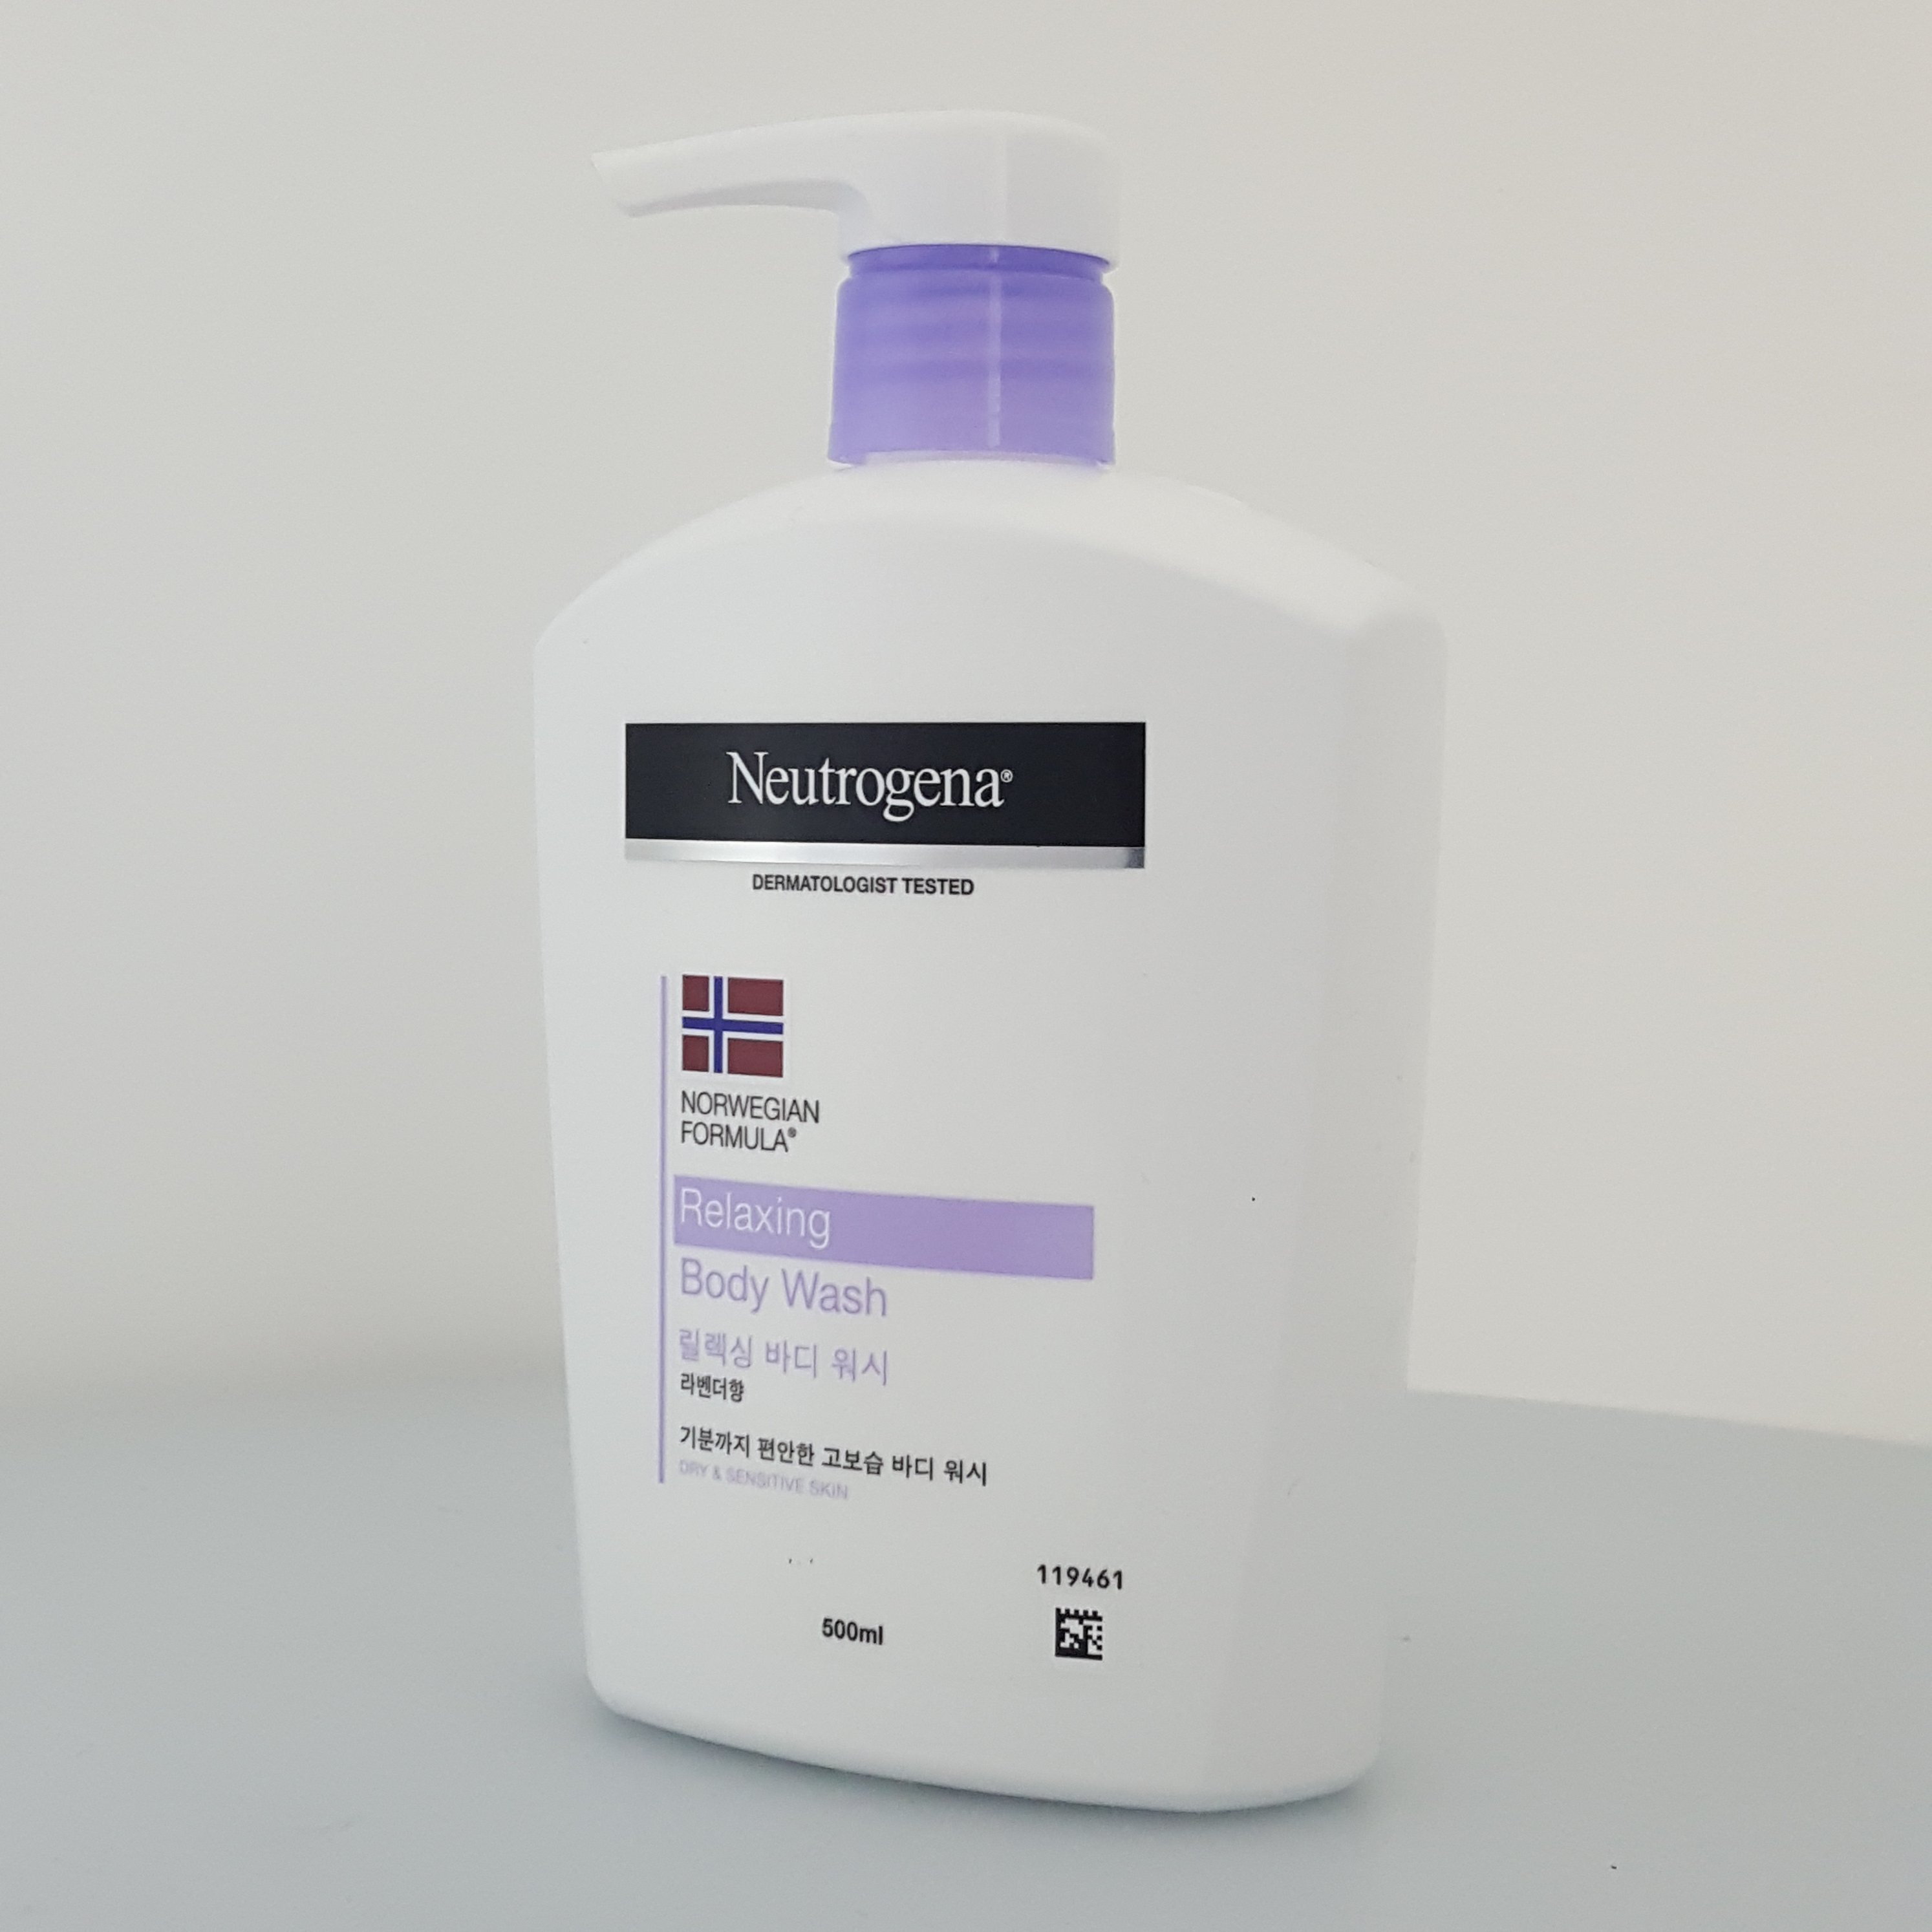 Neutrogena®
DERMATOLOGIST TESTED
NORWEGIAN
FORMULA®
Relaxing
Body Wash
릴렉싱 바디 워시
라벤더향
기분까지 편안한 고보습 바디 워시
DRY & SENSITIVE SKIN
119461
500ml